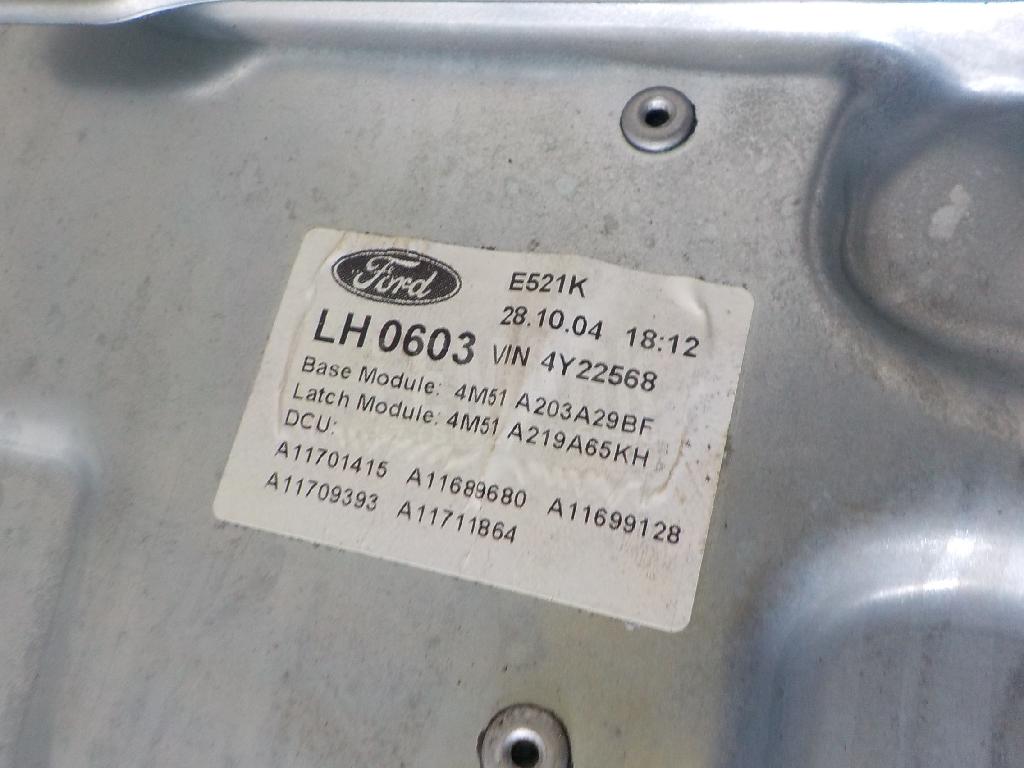 Ford E521K
28.10.04 18:12
LH 0603 VIN 4Y22568
Base Module: 4M51 A203A29BF
Latch Module: 4M51 A219A65KH
DCU:
A11701415 A11689680 A11699128
A11709393 A11711864